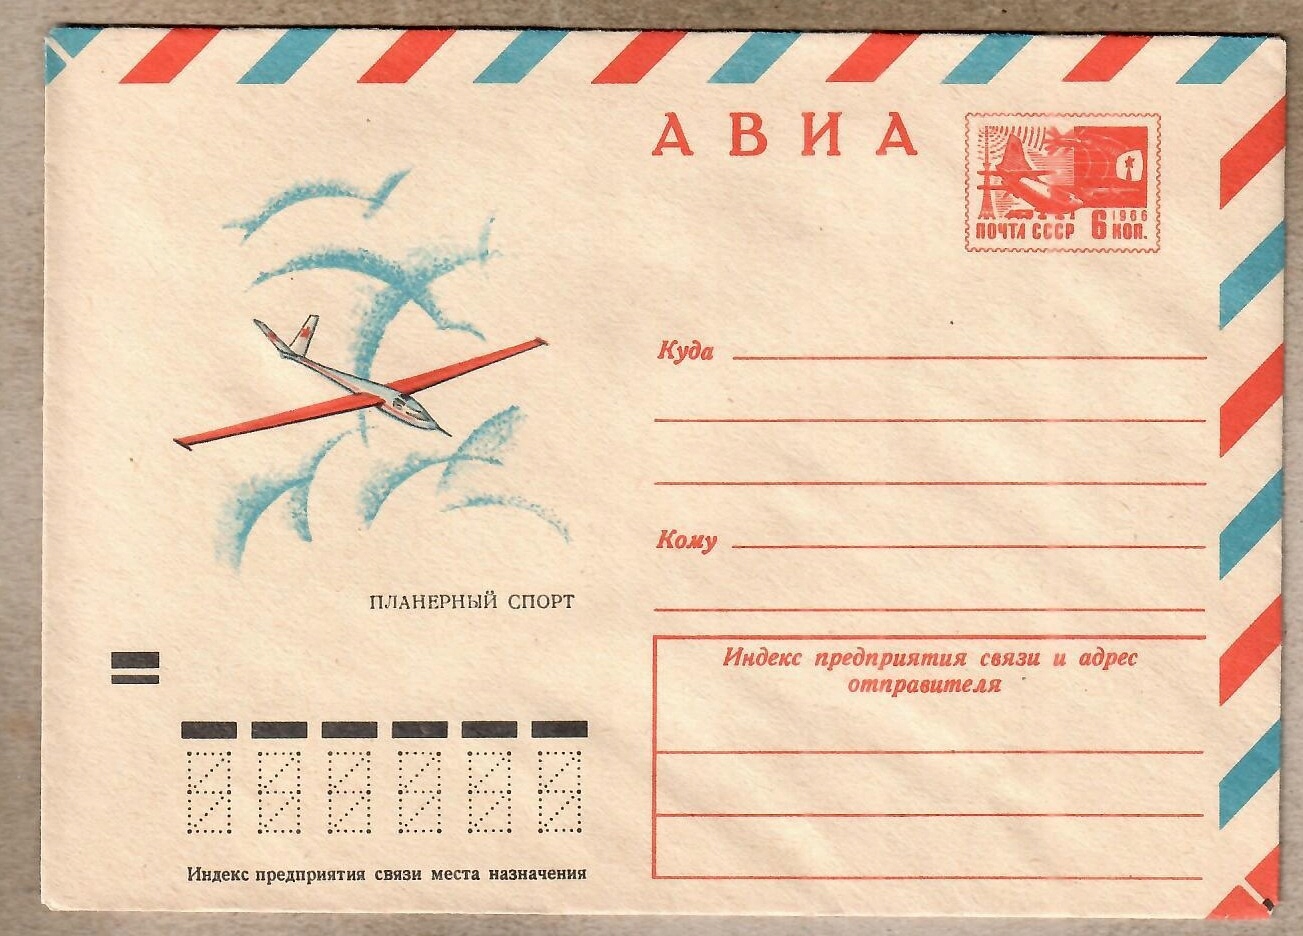 АВИА
1966
ПОЧТА СССР 6 КОП.
Куда
Кому
ПЛАНЕРНЫЙ СПОРТ
Индекс предприятия связи и адрес
отправителя
Индекс предприятия связи места назначения